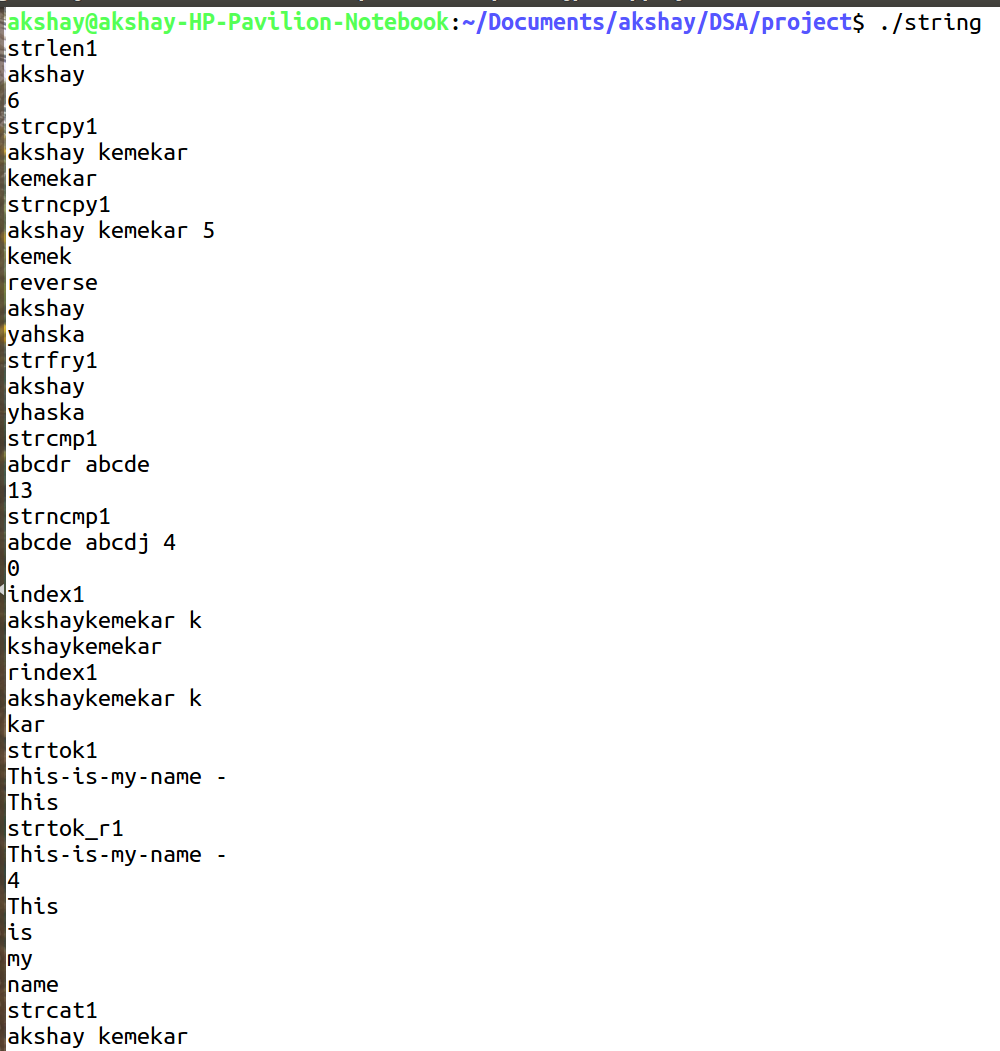 akshay@akshay-HP-Pavilion-Notebook:~/Documents/akshay/DSA/project$ ./string
strlen1
akshay
6
strcpy1
akshay kemekar
kemekar
strncpy1
akshay kemekar 5
kemek
reverse
akshay
yahska
strfry1
akshay
yhaska
strcmp1
abcdr abcde
13
strncmp1
abcde abcdj 4
0
index1
akshaykemekar k
kshaykemekar
rindex1
akshaykemekar k
kar
strtok1
This-is-my-name -
This
strtok_r1
This-is-my-name -
4
This
is
my
name
strcat1
akshay kemekar